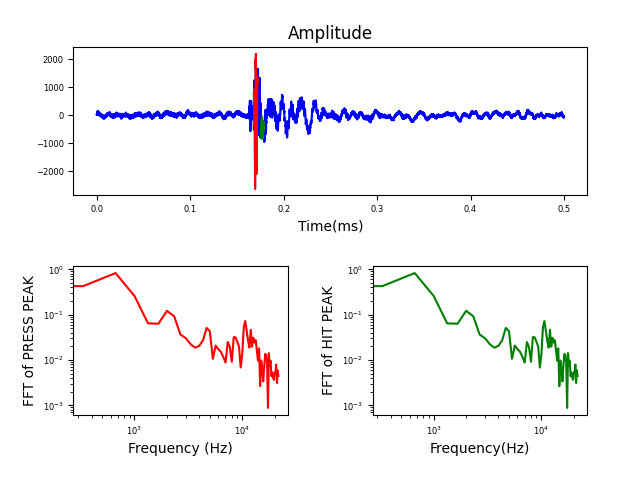 Amplitude
2000
1000
0
−1000
−2000
0.0 0.1 0.2 0.3 0.4 0.5
Time(ms)
FFT of PRESS PEAK
10⁰
10⁻¹
10⁻²
10⁻³
10³ 10⁴
Frequency (Hz)
FFT of HIT PEAK
10⁰
10⁻¹
10⁻²
10⁻³
10³ 10⁴
Frequency(Hz)